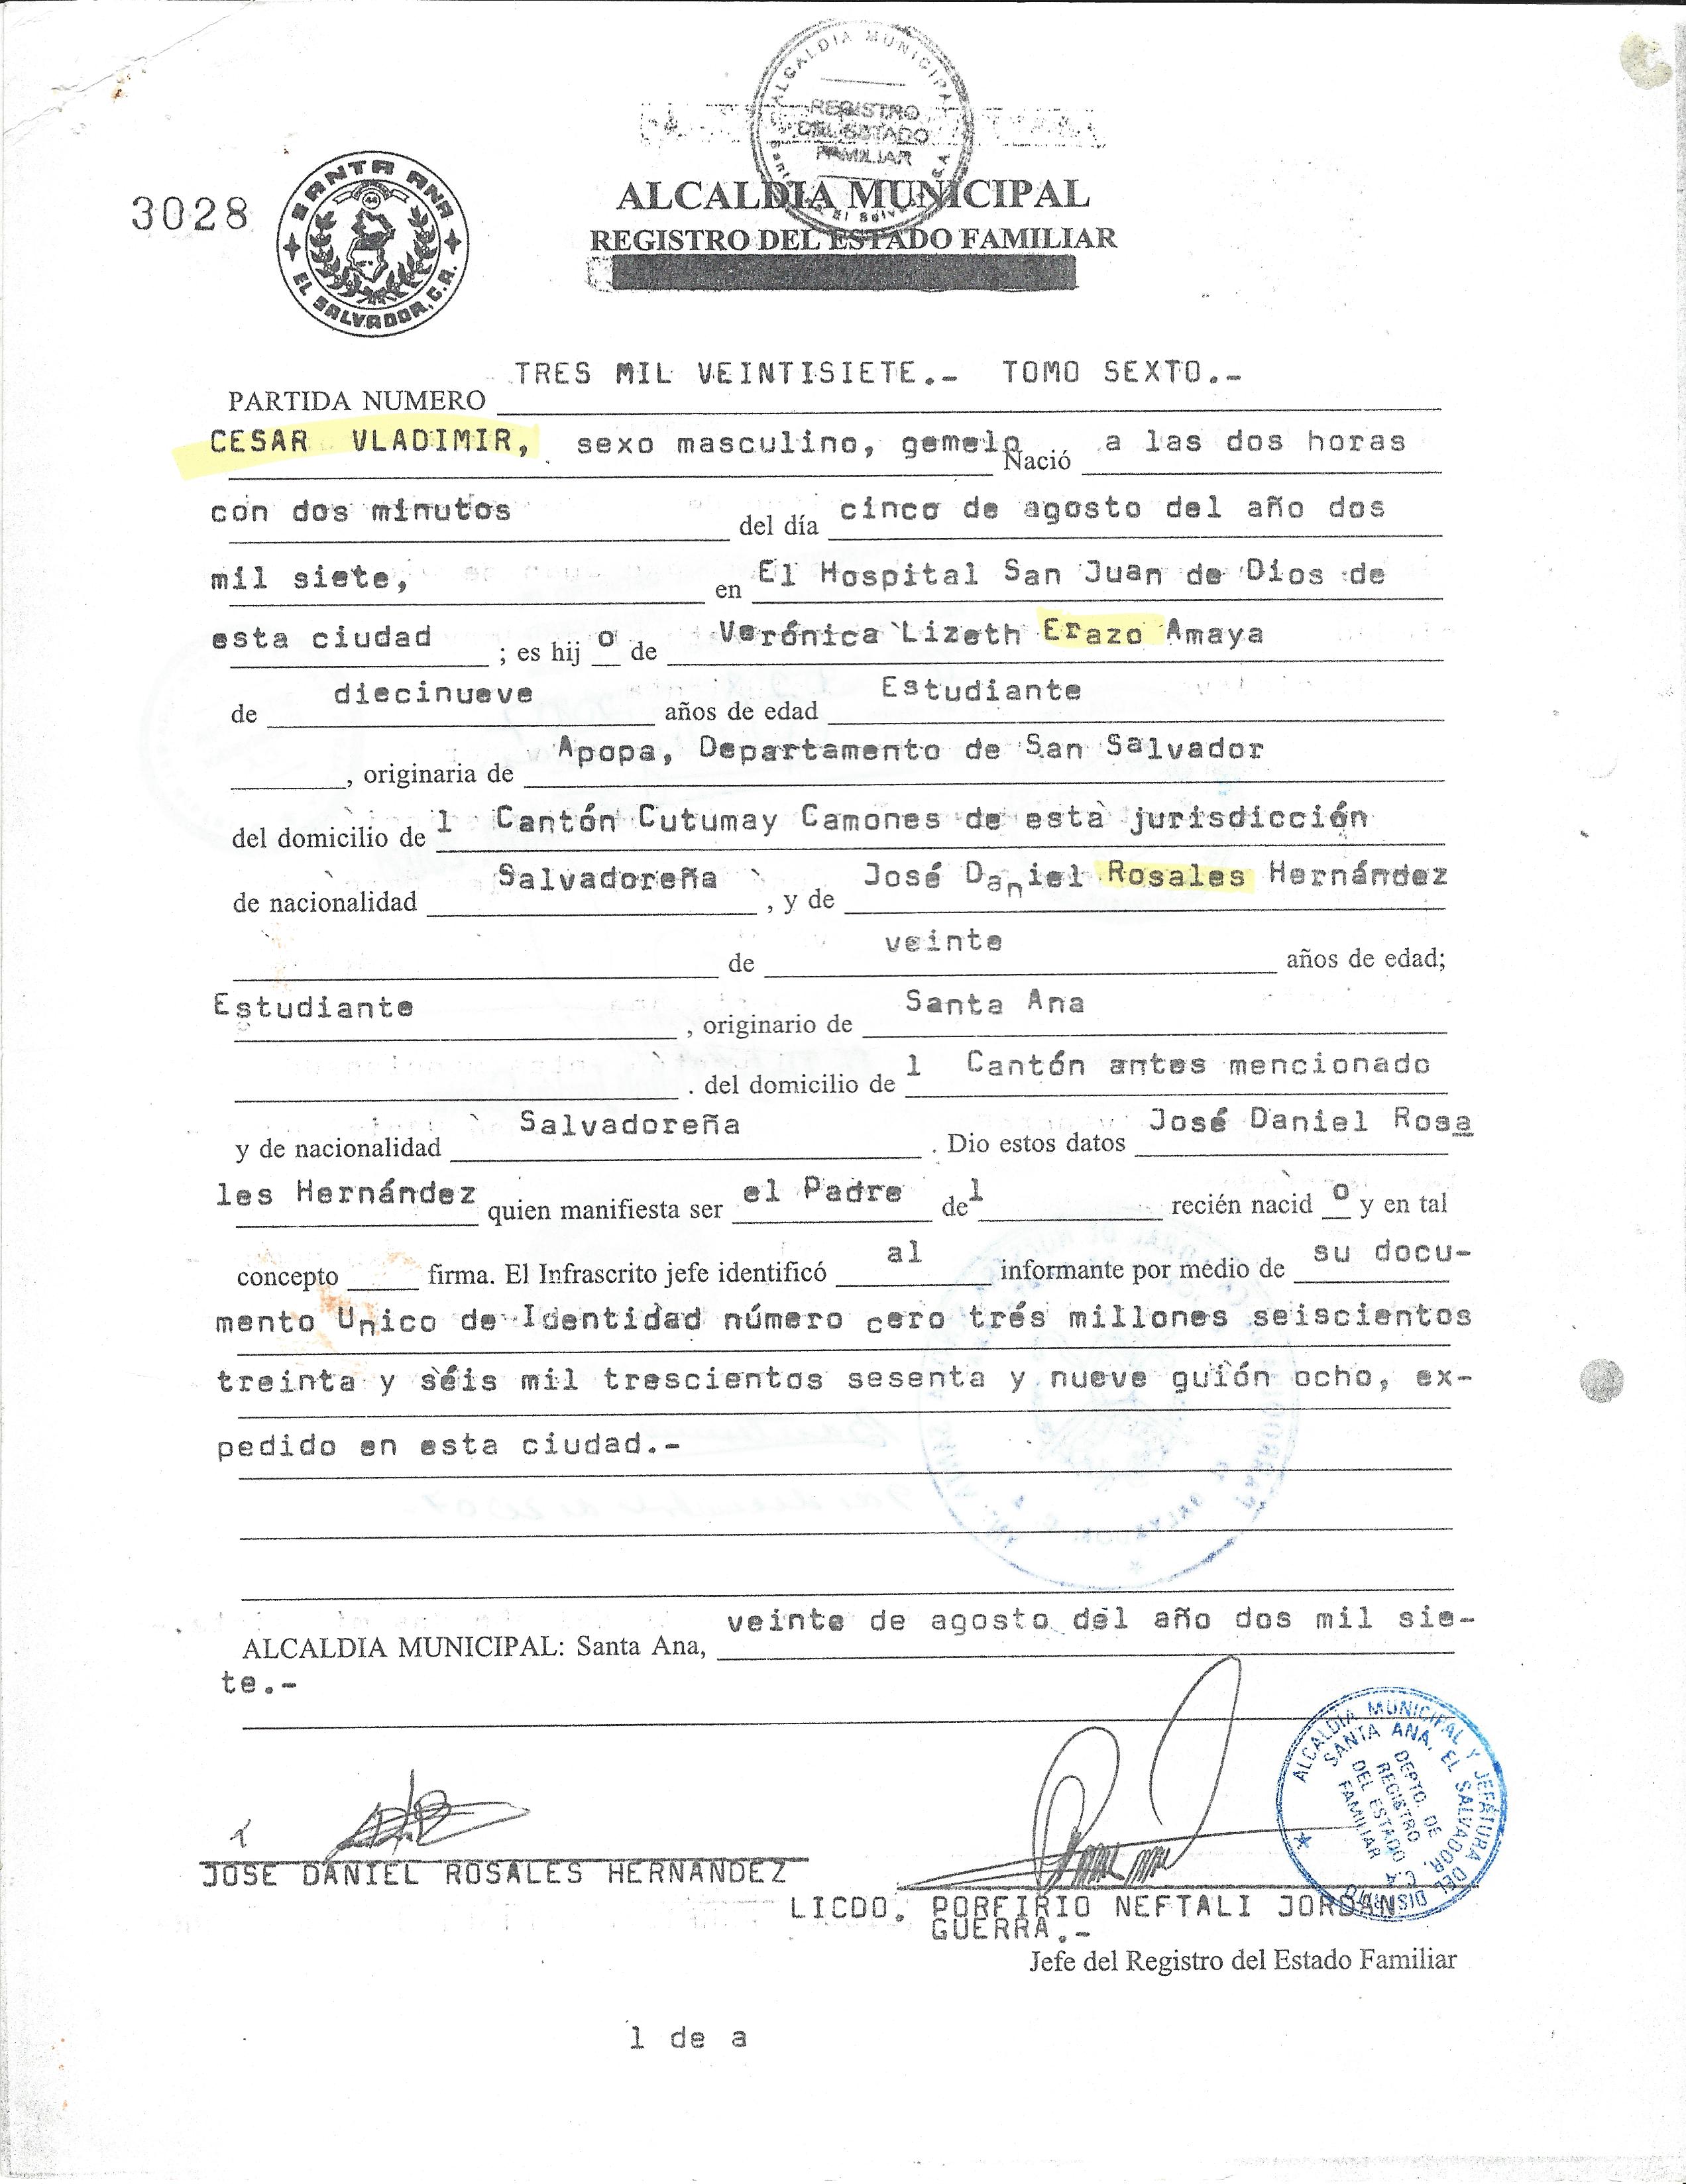 ALCALDIA MUNICIPAL
REGISTRO
DEL ESTADO
FAMILIAR
3028
SANTA ANA
EL SALVADOR, C.A.
ALCALDIA MUNICIPAL
REGISTRO DEL ESTADO FAMILIAR
PARTIDA NUMERO TRES MIL VEINTISIETE.- TOMO SEXTO.-
CESAR VLADIMIR, sexo masculino, gemelo Nació a las dos horas
con dos minutos del día cinco de agosto del año dos
mil siete, en El Hospital San Juan de Dios de
esta ciudad ; es hij o de Verónica Lizeth Erazo Amaya
de diecinueve años de edad Estudiante
, originaria de Apopa, Departamento de San Salvador
del domicilio de l Cantón Cutumay Camones de esta jurisdicción
de nacionalidad Salvadoreña , y de José Daniel Rosales Hernández
de veinte años de edad;
Estudiante , originario de Santa Ana
. del domicilio de l Cantón antes mencionado
y de nacionalidad Salvadoreña . Dio estos datos José Daniel Rosa
les Hernández quien manifiesta ser el Padre de l recién nacid o y en tal
concepto firma. El Infrascrito jefe identificó al informante por medio de su docu-
mento Unico de Identidad número cero trés millones seiscientos
treinta y séis mil trescientos sesenta y nueve guión ocho, ex-
pedido en esta ciudad.-
ALCALDIA MUNICIPAL: Santa Ana, veinte de agosto del año dos mil sie-
te.-
ALCALDIA MUNICIPAL Y JEFATURA DEL DISTRITO
SANTA ANA, EL SALVADOR, C.A.
DEPTO. DE
REGISTRO
DEL ESTADO
FAMILIAR
JOSE DANIEL ROSALES HERNANDEZ
LICDO. PORFIRIO NEFTALI JORDAN
GUERRA.-
Jefe del Registro del Estado Familiar
l de a